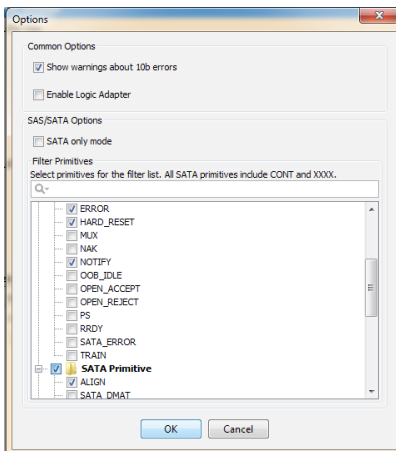 Options
Common Options
Show warnings about 10b errors
Enable Logic Adapter
SAS/SATA Options
SATA only mode
Filter Primitives
Select primitives for the filter list. All SATA primitives include CONT and XXXX.
ERROR
HARD_RESET
MUX
NAK
NOTIFY
OOB_IDLE
OPEN_ACCEPT
OPEN_REJECT
PS
RRDY
SATA_ERROR
TRAIN
SATA Primitive
ALIGN
SATA_DMAT
OK Cancel